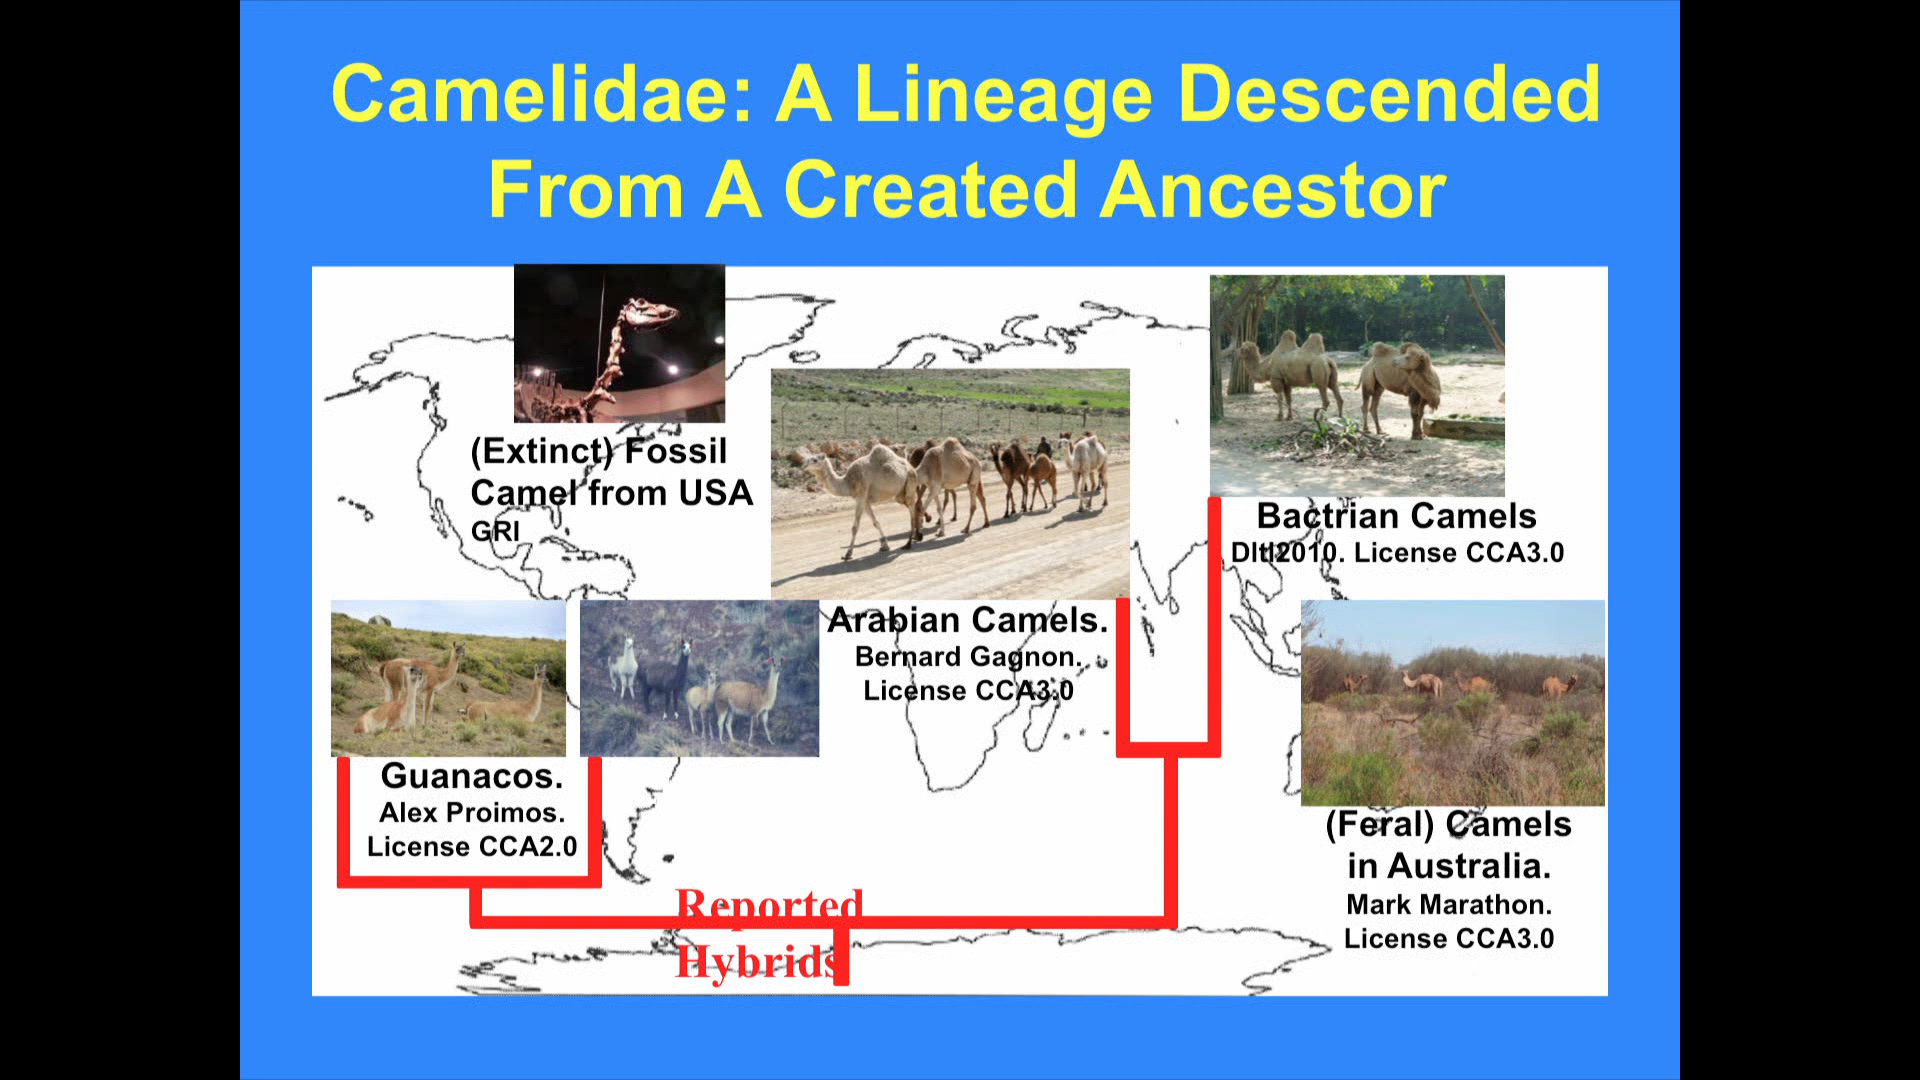 Camelidae: A Lineage Descended
From A Created Ancestor
(Extinct) Fossil
Camel from USA
GRI
Bactrian Camels
Dltl2010. License CCA3.0
Arabian Camels.
Bernard Gagnon.
License CCA3.0
Guanacos.
Alex Proimos.
License CCA2.0
(Feral) Camels
in Australia.
Mark Marathon.
License CCA3.0
Reported
Hybrids